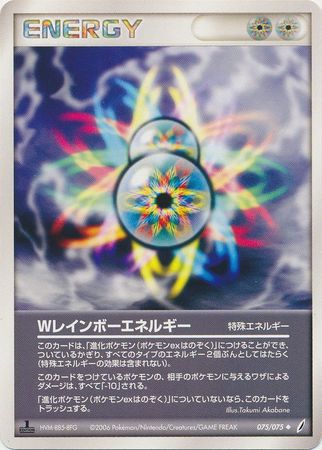 ENERGY
Wレインボーエネルギー 特殊エネルギー
このカードは、「進化ポケモン(ポケモンexはのぞく)」につけることができ、
ついているかぎり、すべてのタイプのエネルギー2個ぶんとしてはたらく
(特殊エネルギーの効果は含まれない)。
このカードをつけているポケモンの、相手のポケモンに与えるワザによる
ダメージは、すべて「-10」される。
「進化ポケモン(ポケモンexはのぞく)」についていないなら、このカードを
トラッシュする。
Illus.Takumi Akabane
1 EDITION HVM-8S5-8FG ©2006 Pokémon/Nintendo/Creatures/GAME FREAK 075/075 ◆